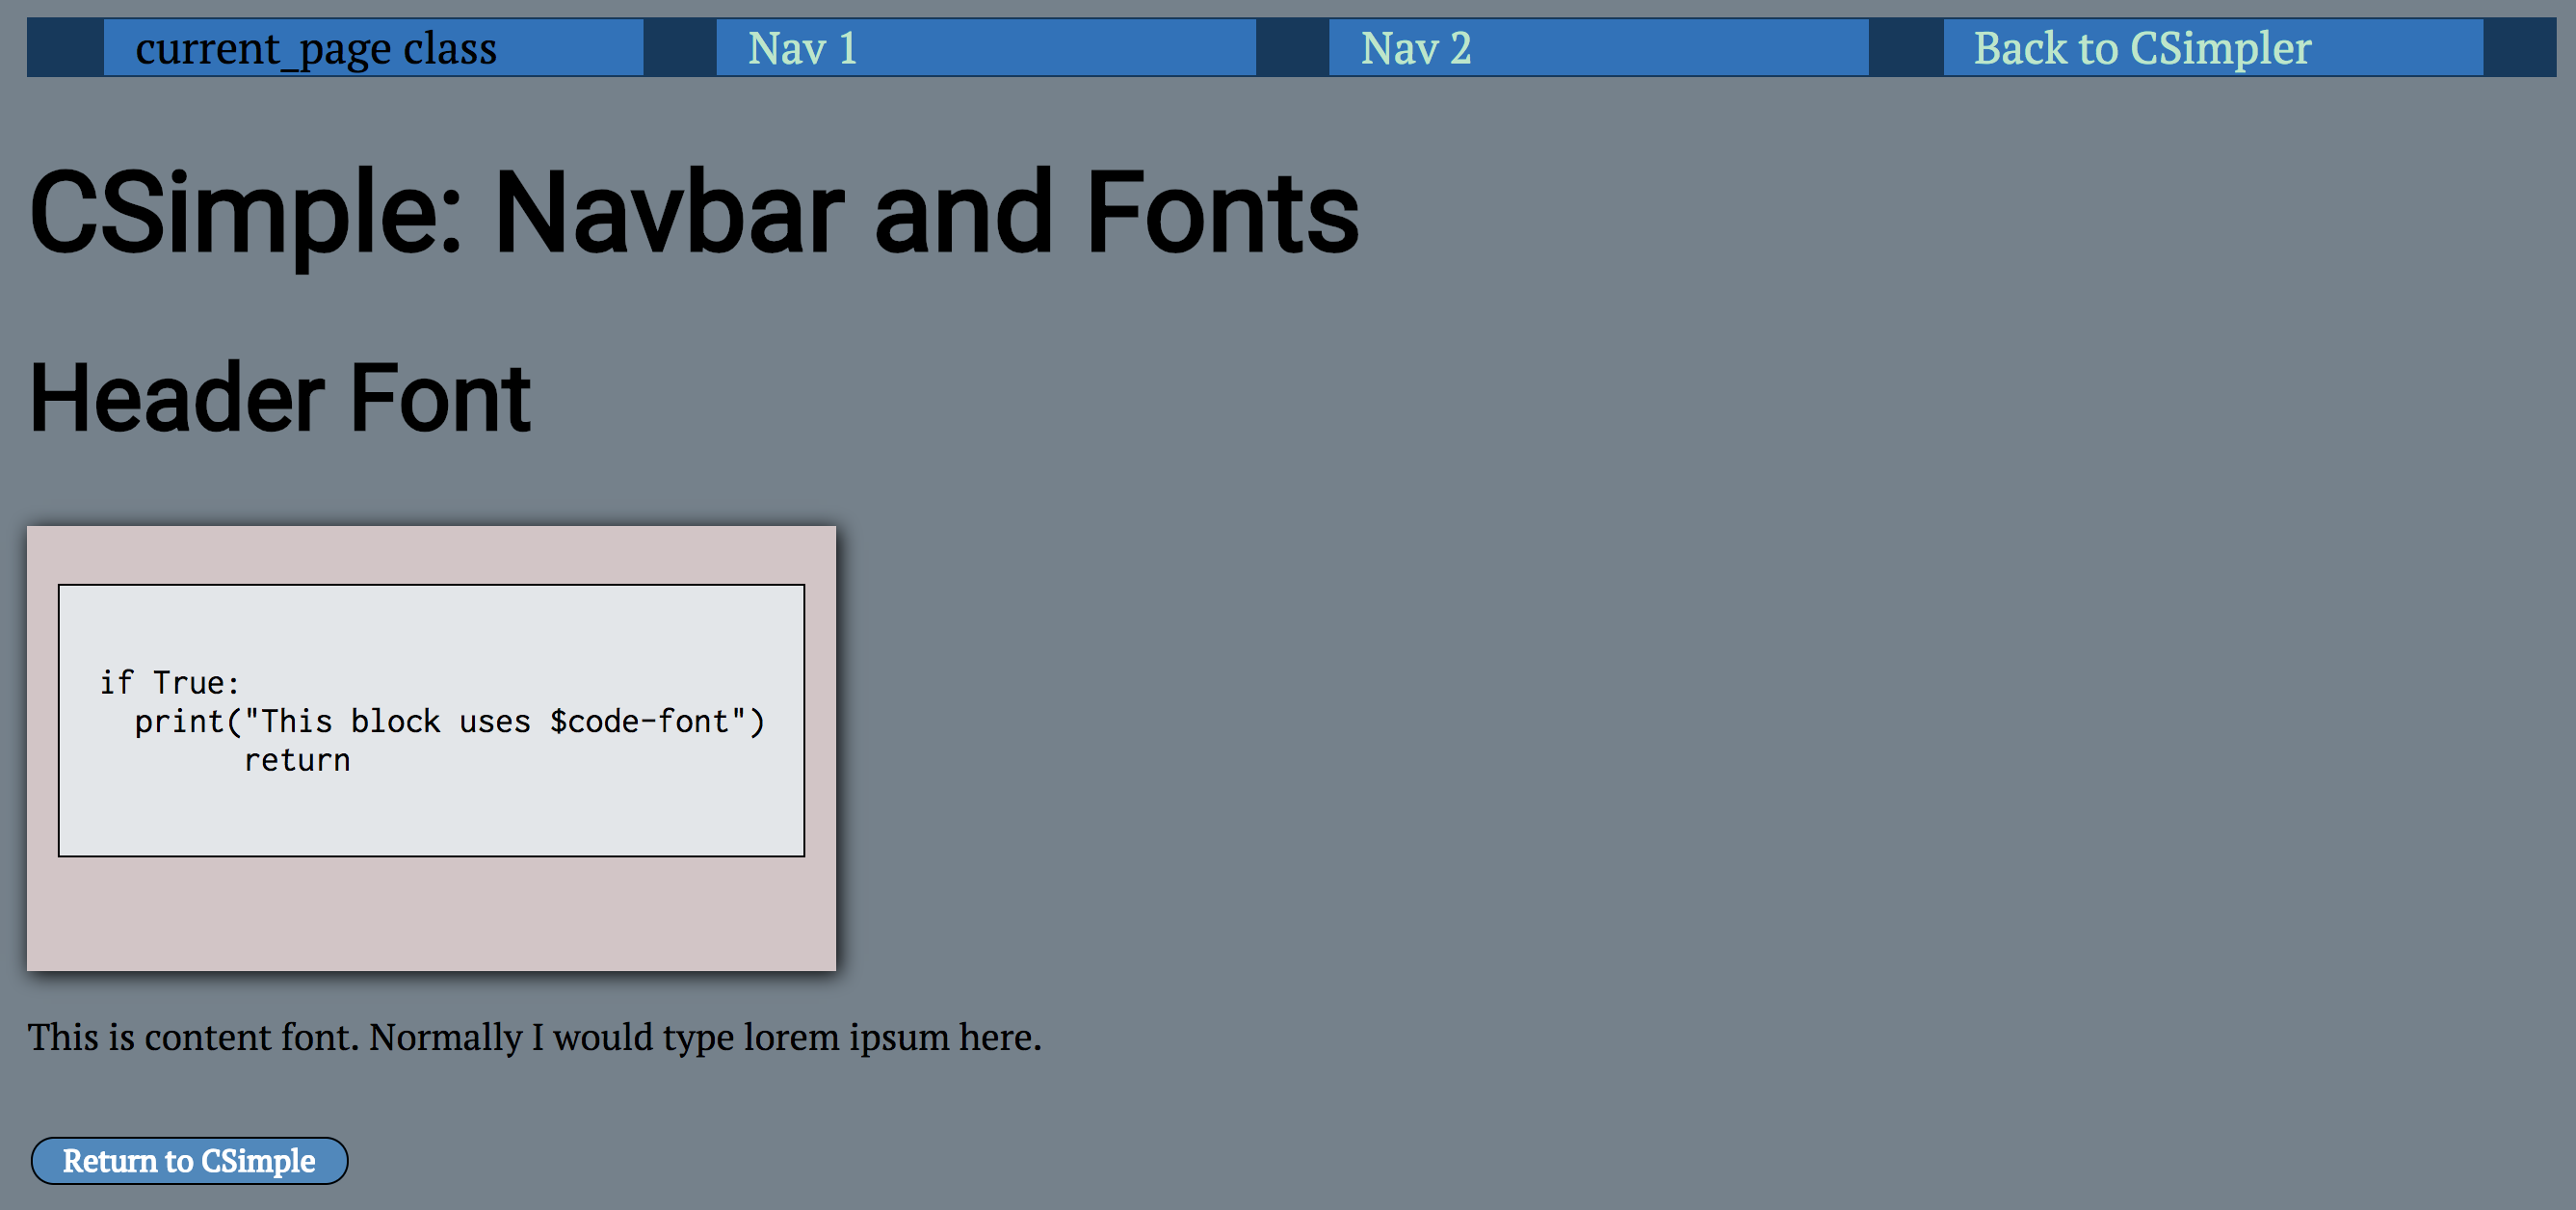 current_page class
Nav 1
Nav 2
Back to CSimpler
CSimple: Navbar and Fonts
Header Font
if True:
  print("This block uses $code-font")
        return
This is content font. Normally I would type lorem ipsum here.
Return to CSimple